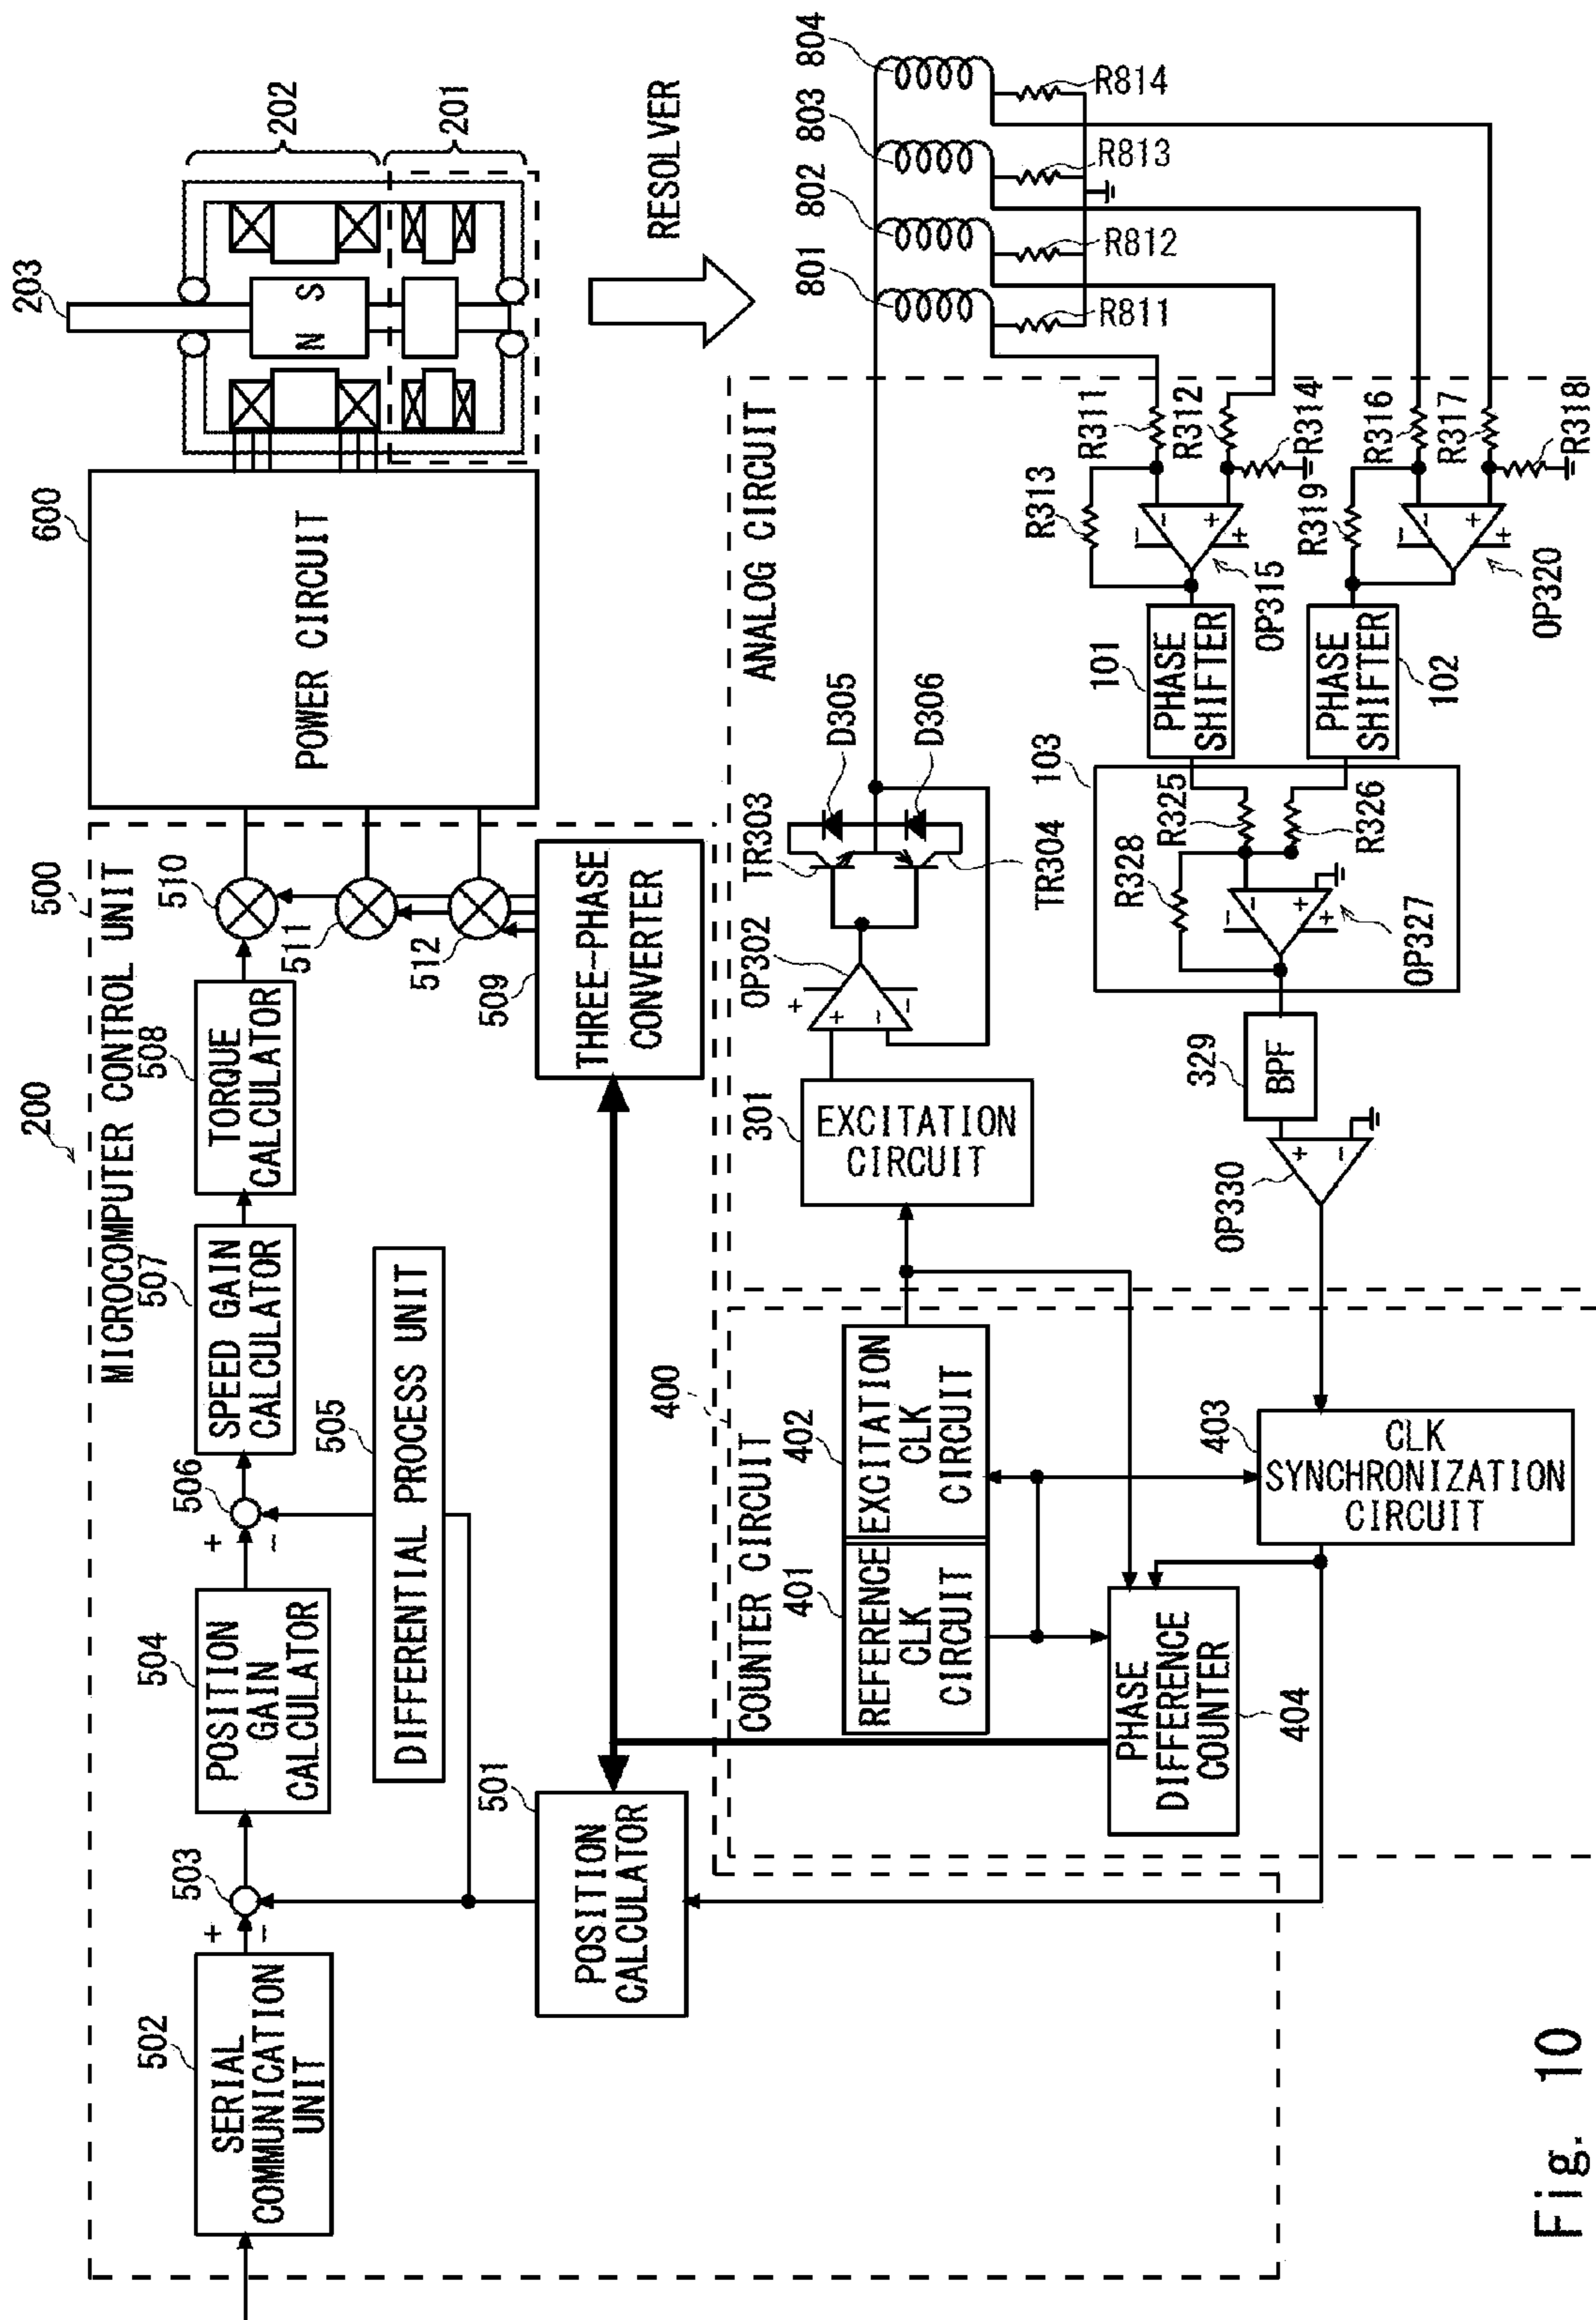 200
MICROCOMPUTER CONTROL UNIT
500
502
SERIAL
COMMUNICATION
UNIT
503
+
−
504
POSITION
GAIN
CALCULATOR
506
+
−
507
SPEED GAIN
CALCULATOR
508
TORQUE
CALCULATOR
510
511
512
505
DIFFERENTIAL PROCESS UNIT
501
POSITION
CALCULATOR
509
THREE-PHASE
CONVERTER
600
POWER CIRCUIT
203
N
S
202
201
RESOLVER
400
COUNTER CIRCUIT
401
REFERENCE
CLK
CIRCUIT
402
EXCITATION
CLK
CIRCUIT
403
CLK
SYNCHRONIZATION
CIRCUIT
PHASE
DIFFERENCE
COUNTER
404
ANALOG CIRCUIT
301
EXCITATION
CIRCUIT
OP302
+
+
−
−
TR303
TR304
D305
D306
801
802
803
804
R811
R812
R813
R814
R311
R312
R313
R314
−
−
+
+
OP315
R316
R317
R318
R319
−
−
+
+
OP320
101
PHASE
SHIFTER
PHASE
SHIFTER
102
103
R325
R326
R328
−
−
+
+
OP327
329
BPF
OP330
+
−
Fig. 10